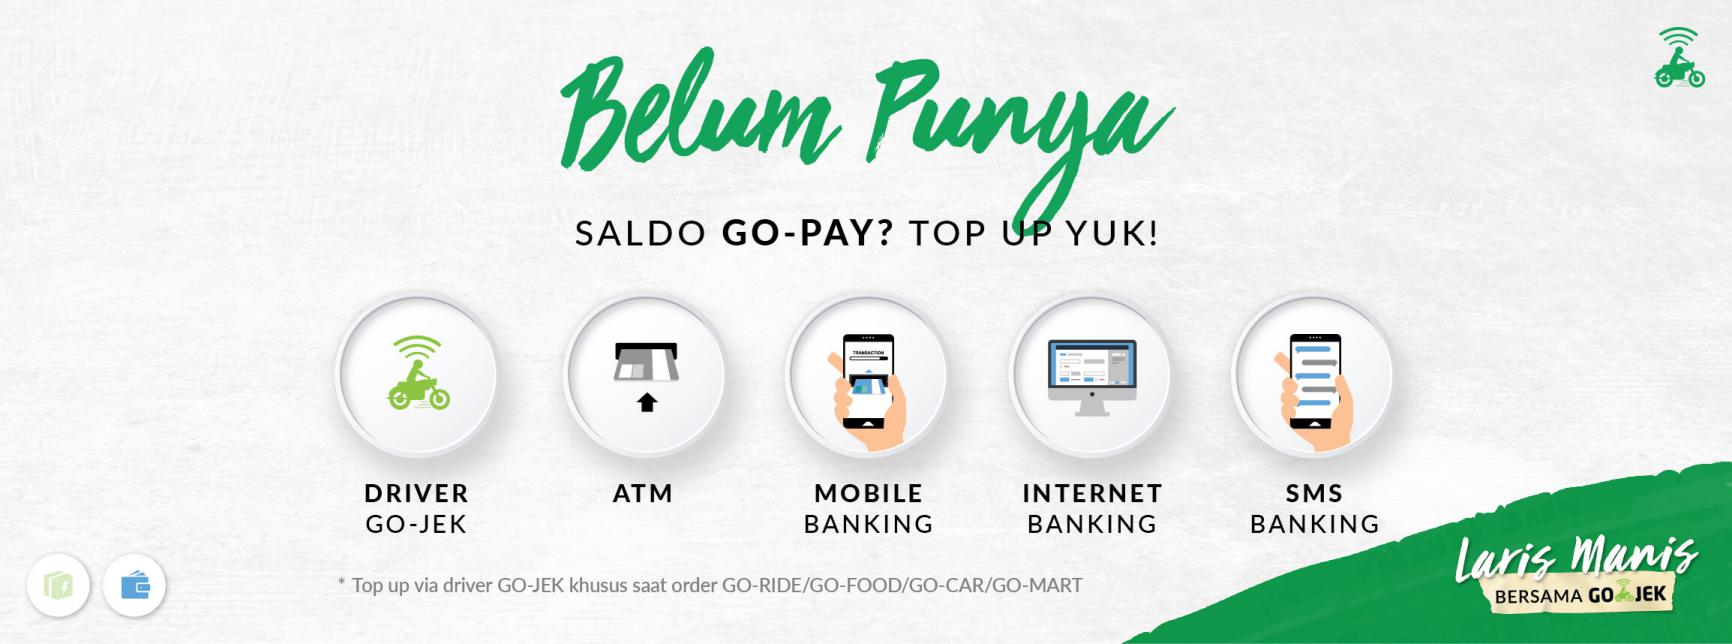 Belum Punya
SALDO GO-PAY? TOP UP YUK!
TRANSACTION
DRIVER
GO-JEK
ATM
MOBILE
BANKING
INTERNET
BANKING
SMS
BANKING
* Top up via driver GO-JEK khusus saat order GO-RIDE/GO-FOOD/GO-CAR/GO-MART
Laris Manis
BERSAMA GO JEK